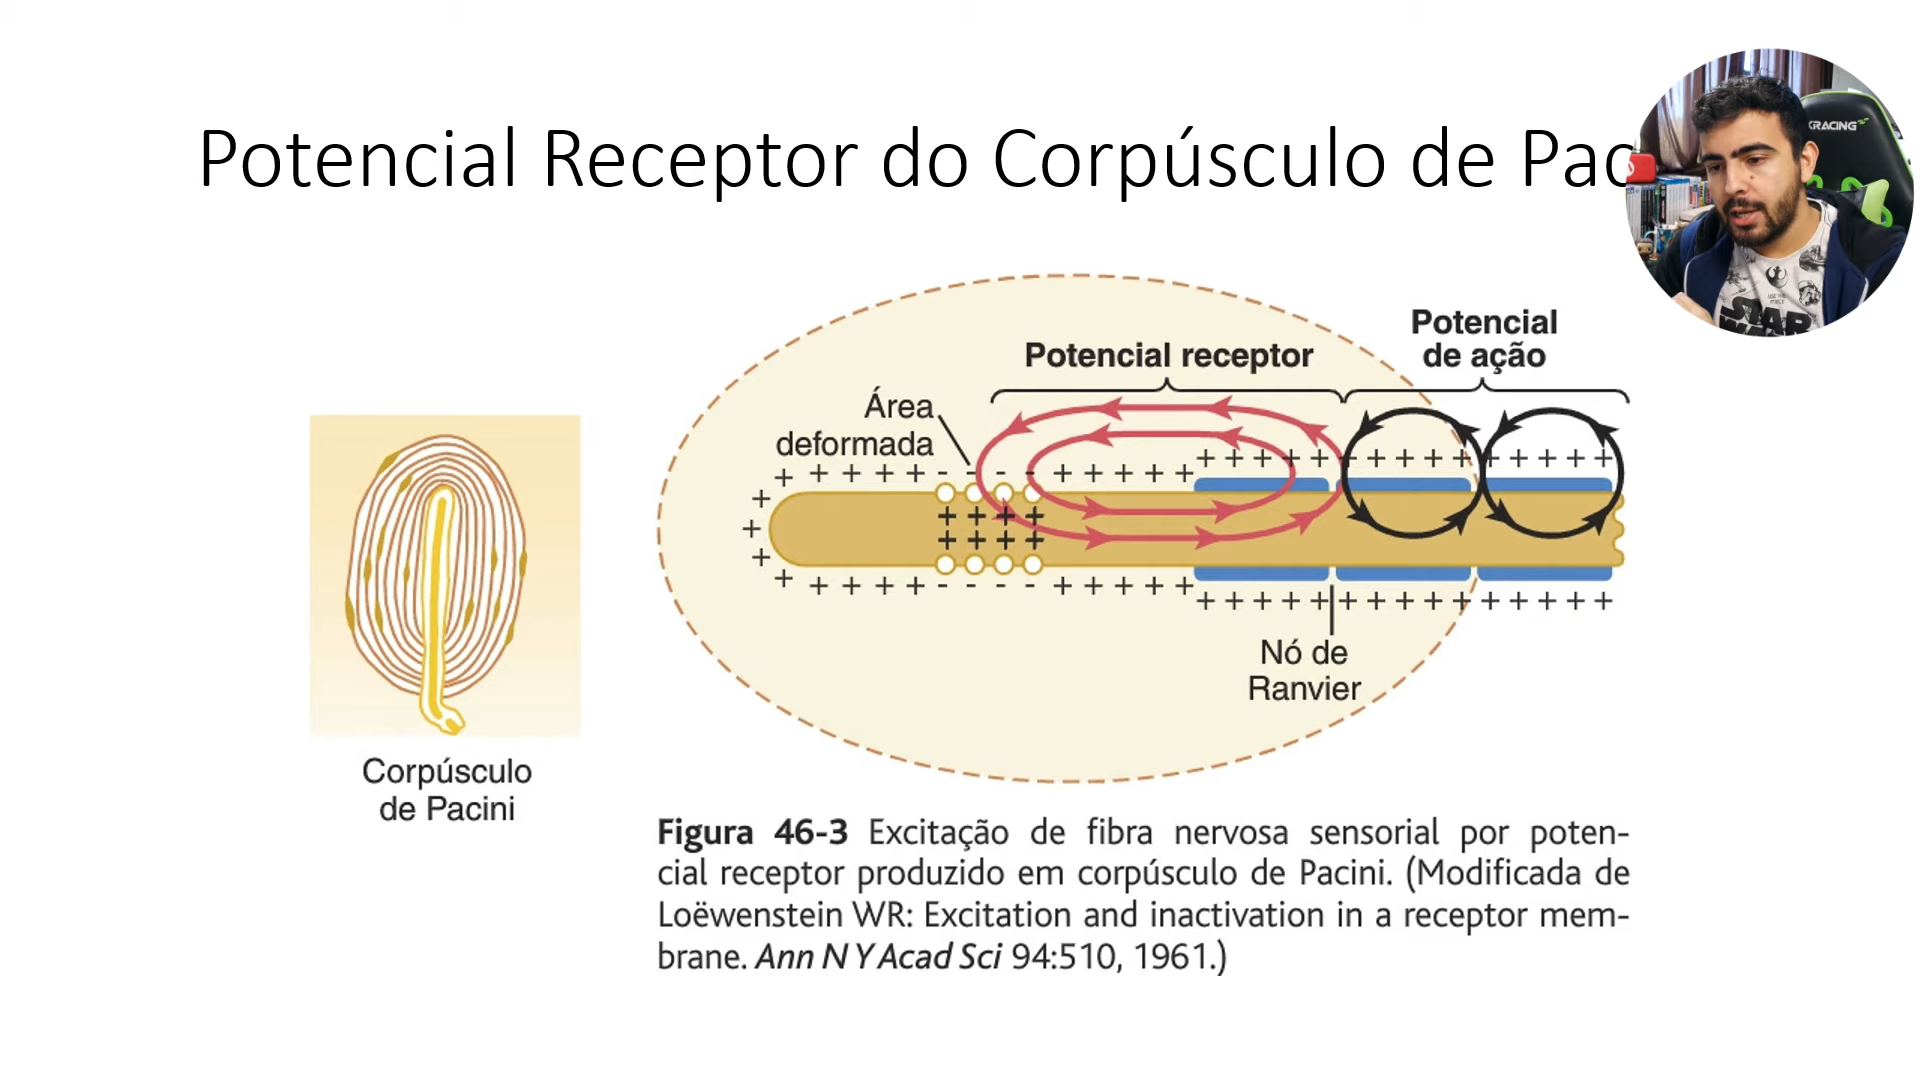 Potencial Receptor do Corpúsculo de Pac
XRACING
STAR
Potencial
de ação
Potencial receptor
Área
deformada
+ + + + + - - - - + + + + +
+ + + + + + + + + + + + + + +
+
+
+
+ + + +
+ + + +
+ + + + + - - - - + + + + +
+ + + + + + + + + + + + + + +
Nó de
Ranvier
Corpúsculo
de Pacini
Figura 46-3 Excitação de fibra nervosa sensorial por poten-
cial receptor produzido em corpúsculo de Pacini. (Modificada de
Loëwenstein WR: Excitation and inactivation in a receptor mem-
brane. Ann N Y Acad Sci 94:510, 1961.)